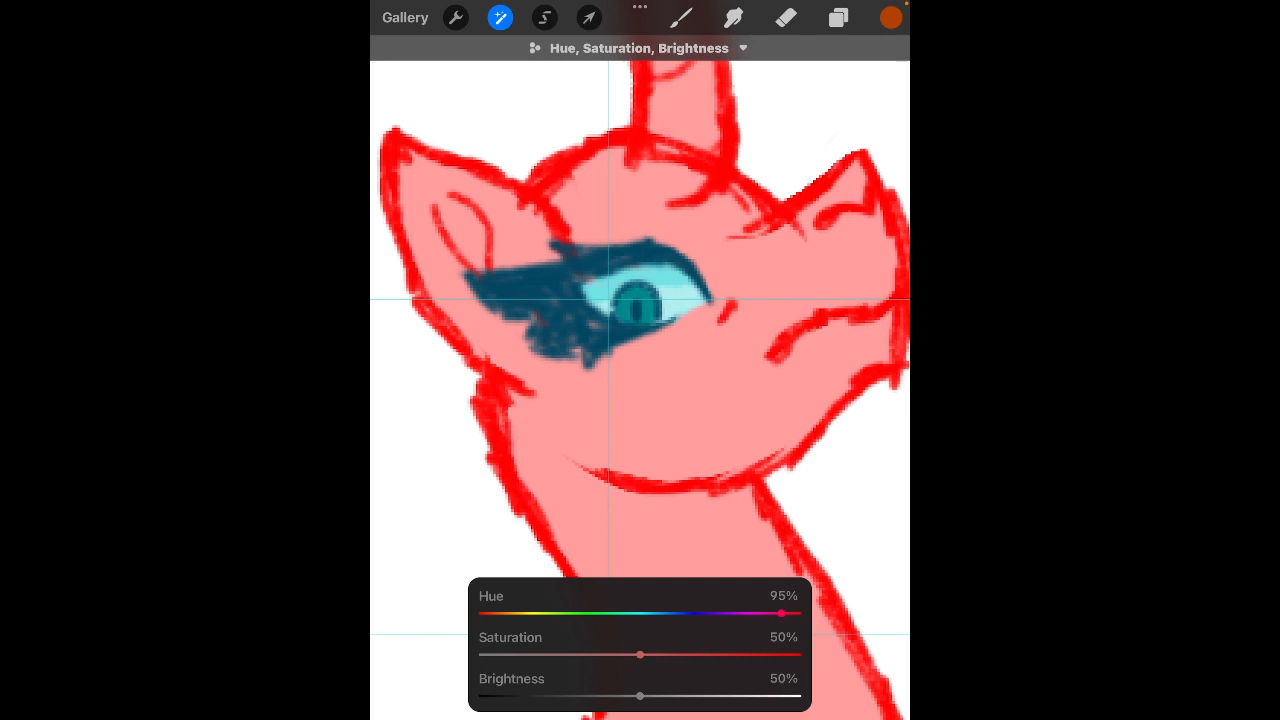 Gallery
Hue, Saturation, Brightness
Hue 95%
Saturation 50%
Brightness 50%